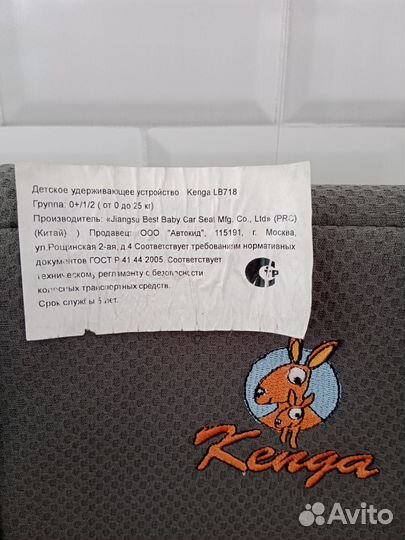 Детское удерживающее устройство Kenga LB718
Группа: 0+/1/2 ( от 0 до 25 кг)
Производитель: «Jiangsu Best Baby Car Seat Mfg. Co., Ltd» (PRC)
(Китай) ) Продавец: ООО "Автокид", 115191, г. Москва,
ул.Рощинская 2-ая, д.4 Соответствует требованиям нормативных
документов ГОСТ Р 41.44 2005. Соответствует
техническому регламенту о безопасности
колесных транспортных средств.
Срок службы 5 лет.
Kenga
Avito